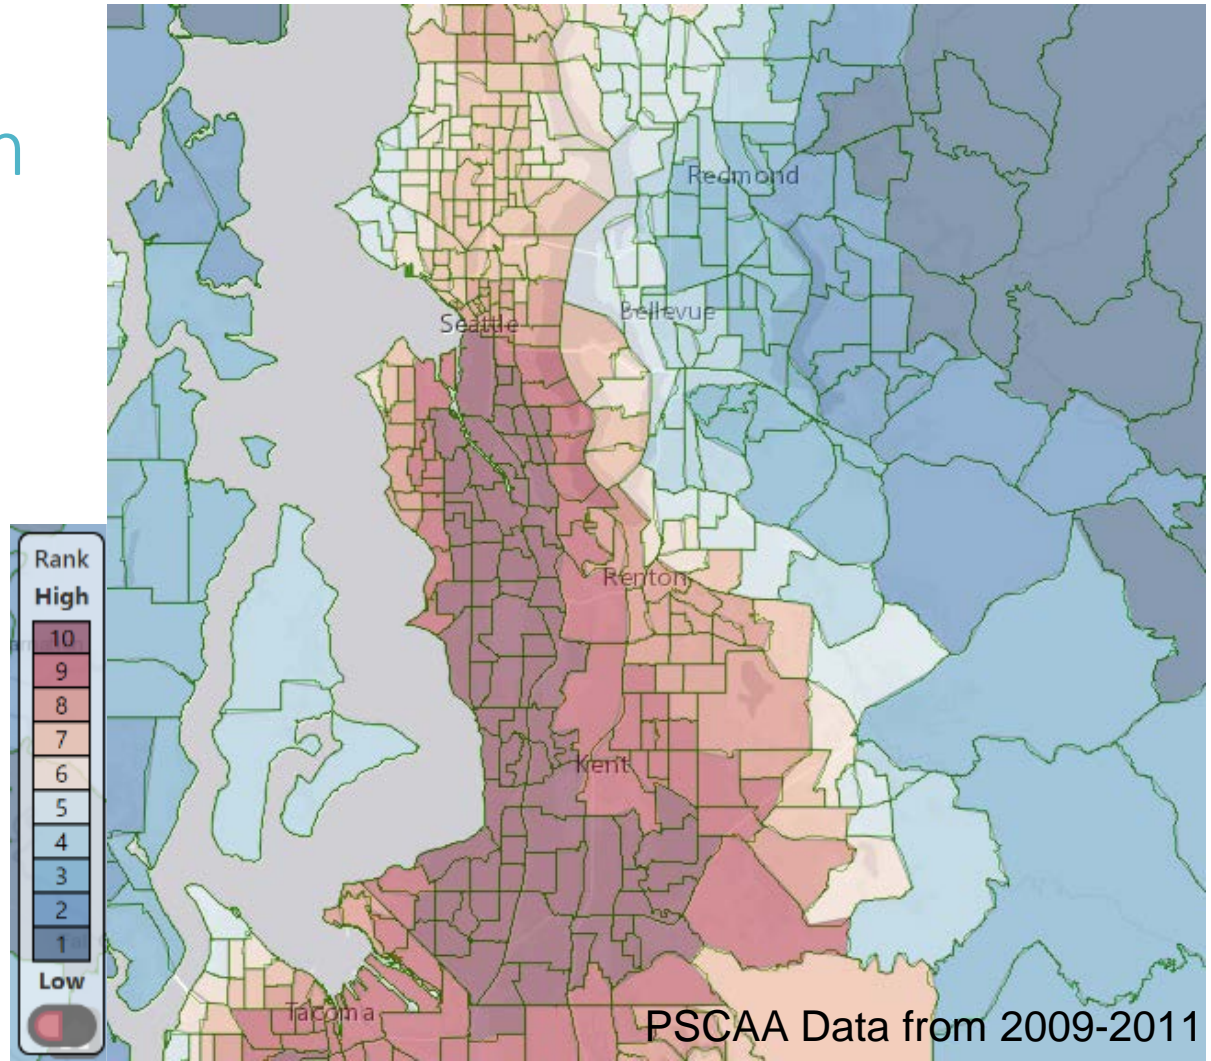 n
Redmond
Bellevue
Seattle
Renton
Kent
Tacoma
Rank
High
10
9
8
7
6
5
4
3
2
1
Low
PSCAA Data from 2009-2011